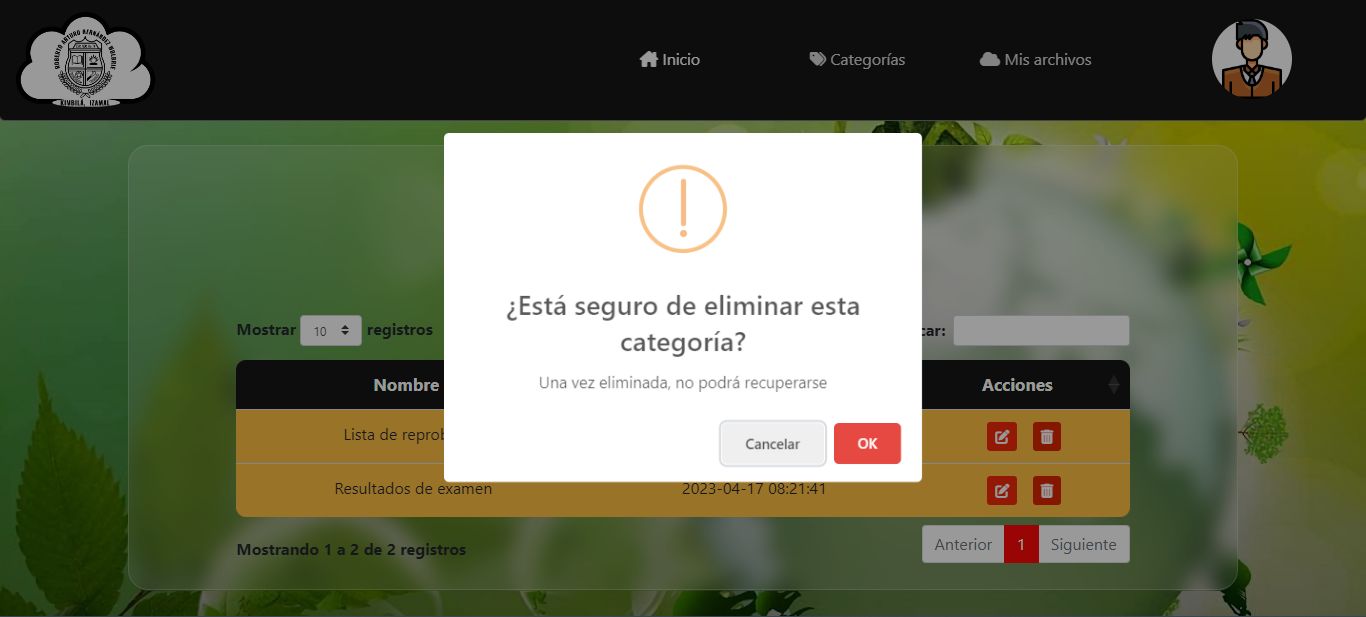 ROBERTO ARTURO HERNÁNDEZ
KIMBILÁ, IZAMAL
Inicio
Categorías
Mis archivos
¿Está seguro de eliminar esta
categoría?
Una vez eliminada, no podrá recuperarse
Cancelar
OK
Mostrar 10 registros
car:
Nombre
Acciones
Lista de reprob
Resultados de examen
2023-04-17 08:21:41
Mostrando 1 a 2 de 2 registros
Anterior 1 Siguiente